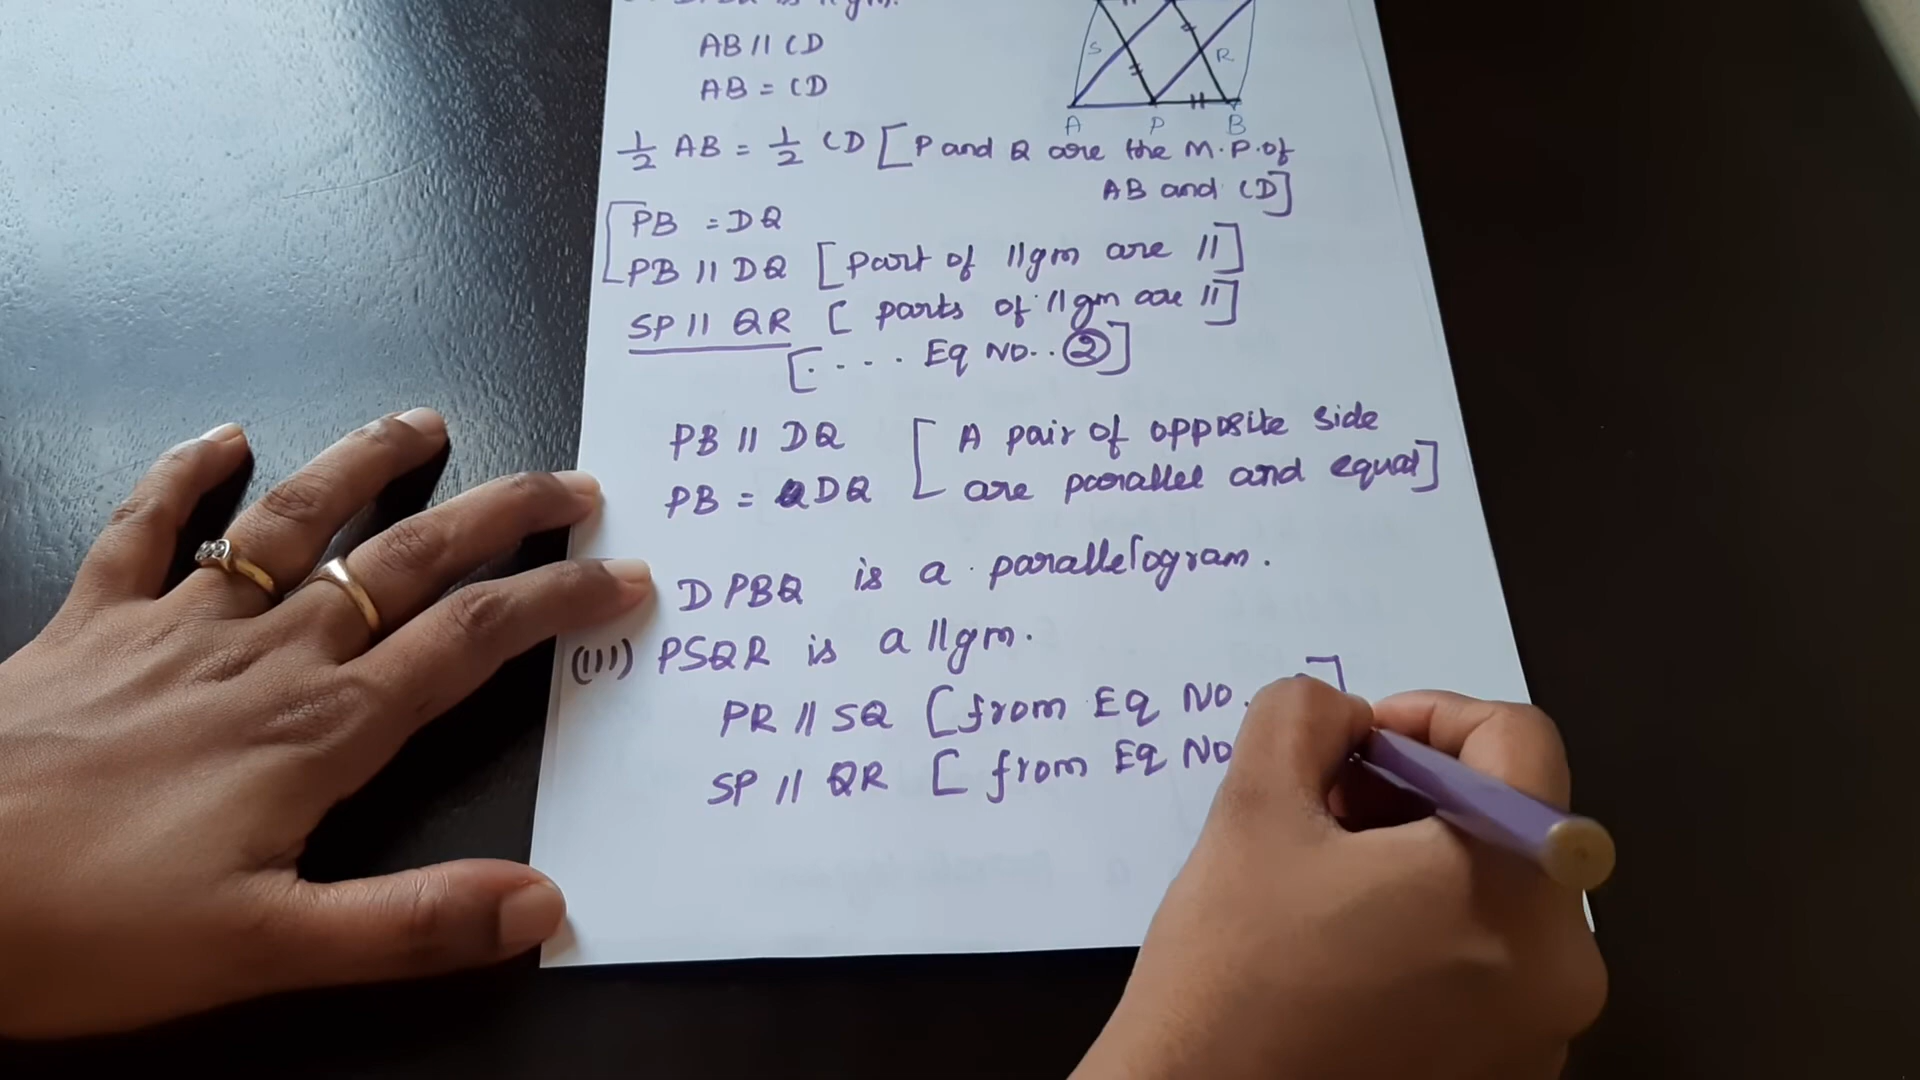 is ||gm.
AB || CD
AB = CD
S
R
A P B
1/2 AB = 1/2 CD [P and Q are the M.P. of
AB and CD]
PB = DQ
PB || DQ [part of ||gm are ||]
SP || QR [parts of ||gm are ||]
[.... Eq No.. ②]
PB || DQ [A pair of opposite side
PB = DQ are parallel and equal]
DPBQ is a parallelogram.
(III) PSQR is a ||gm.
PR || SQ [from Eq No. ]
SP || QR [from Eq No